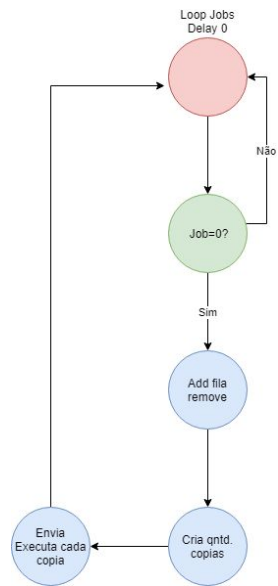 Loop Jobs
Delay 0
Não
Job=0?
Sim
Add fila
remove
Cria qntd.
copias
Envia
Executa cada
copia